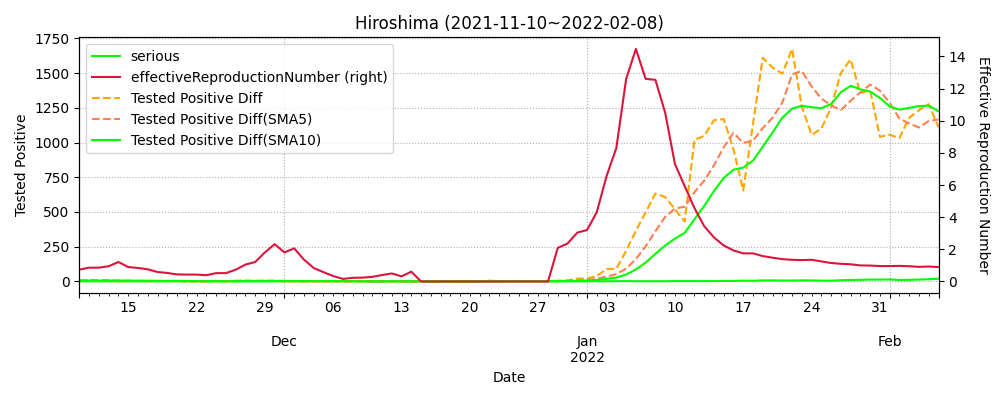 Hiroshima (2021-11-10~2022-02-08)
serious
effectiveReproductionNumber (right)
Tested Positive Diff
Tested Positive Diff(SMA5)
Tested Positive Diff(SMA10)
Tested Positive
1750
1500
1250
1000
750
500
250
0
Effective Reproduction Number
14
12
10
8
6
4
2
0
15 22 29 06 13 20 27 03 10 17 24 31
Dec Jan Feb
2022
Date